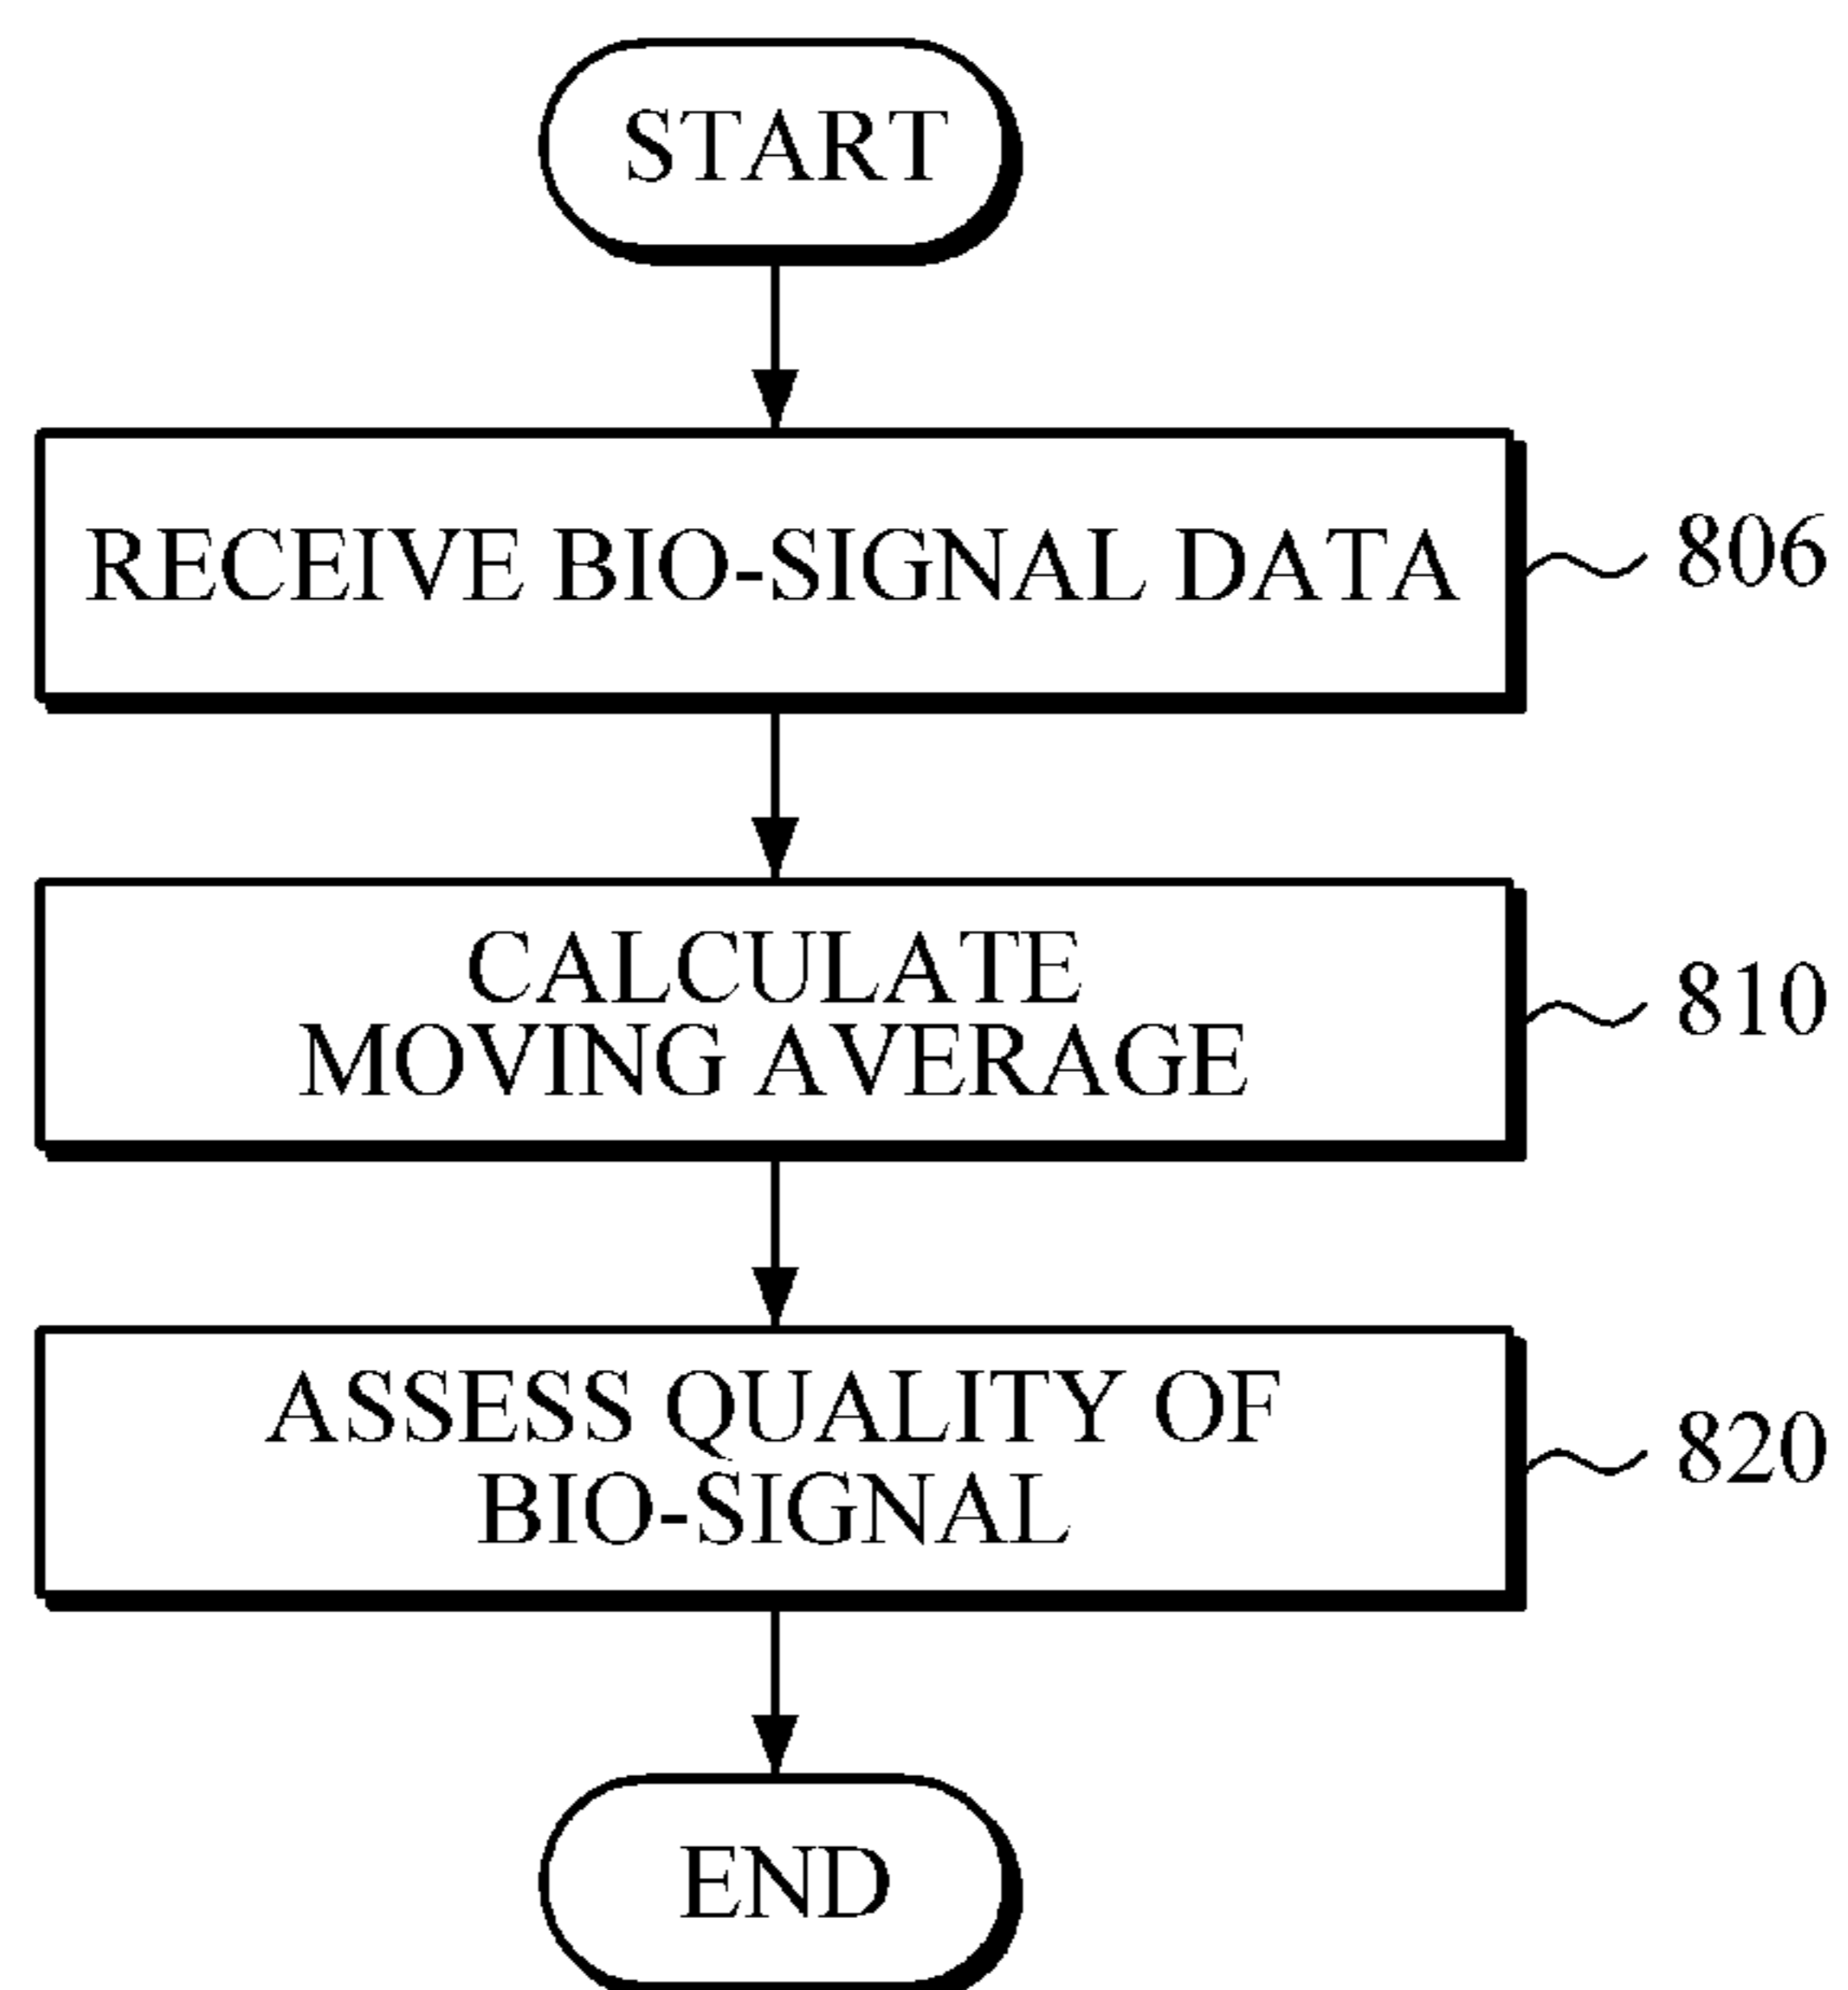 START
RECEIVE BIO-SIGNAL DATA
806
CALCULATE
MOVING AVERAGE
810
ASSESS QUALITY OF
BIO-SIGNAL
820
END